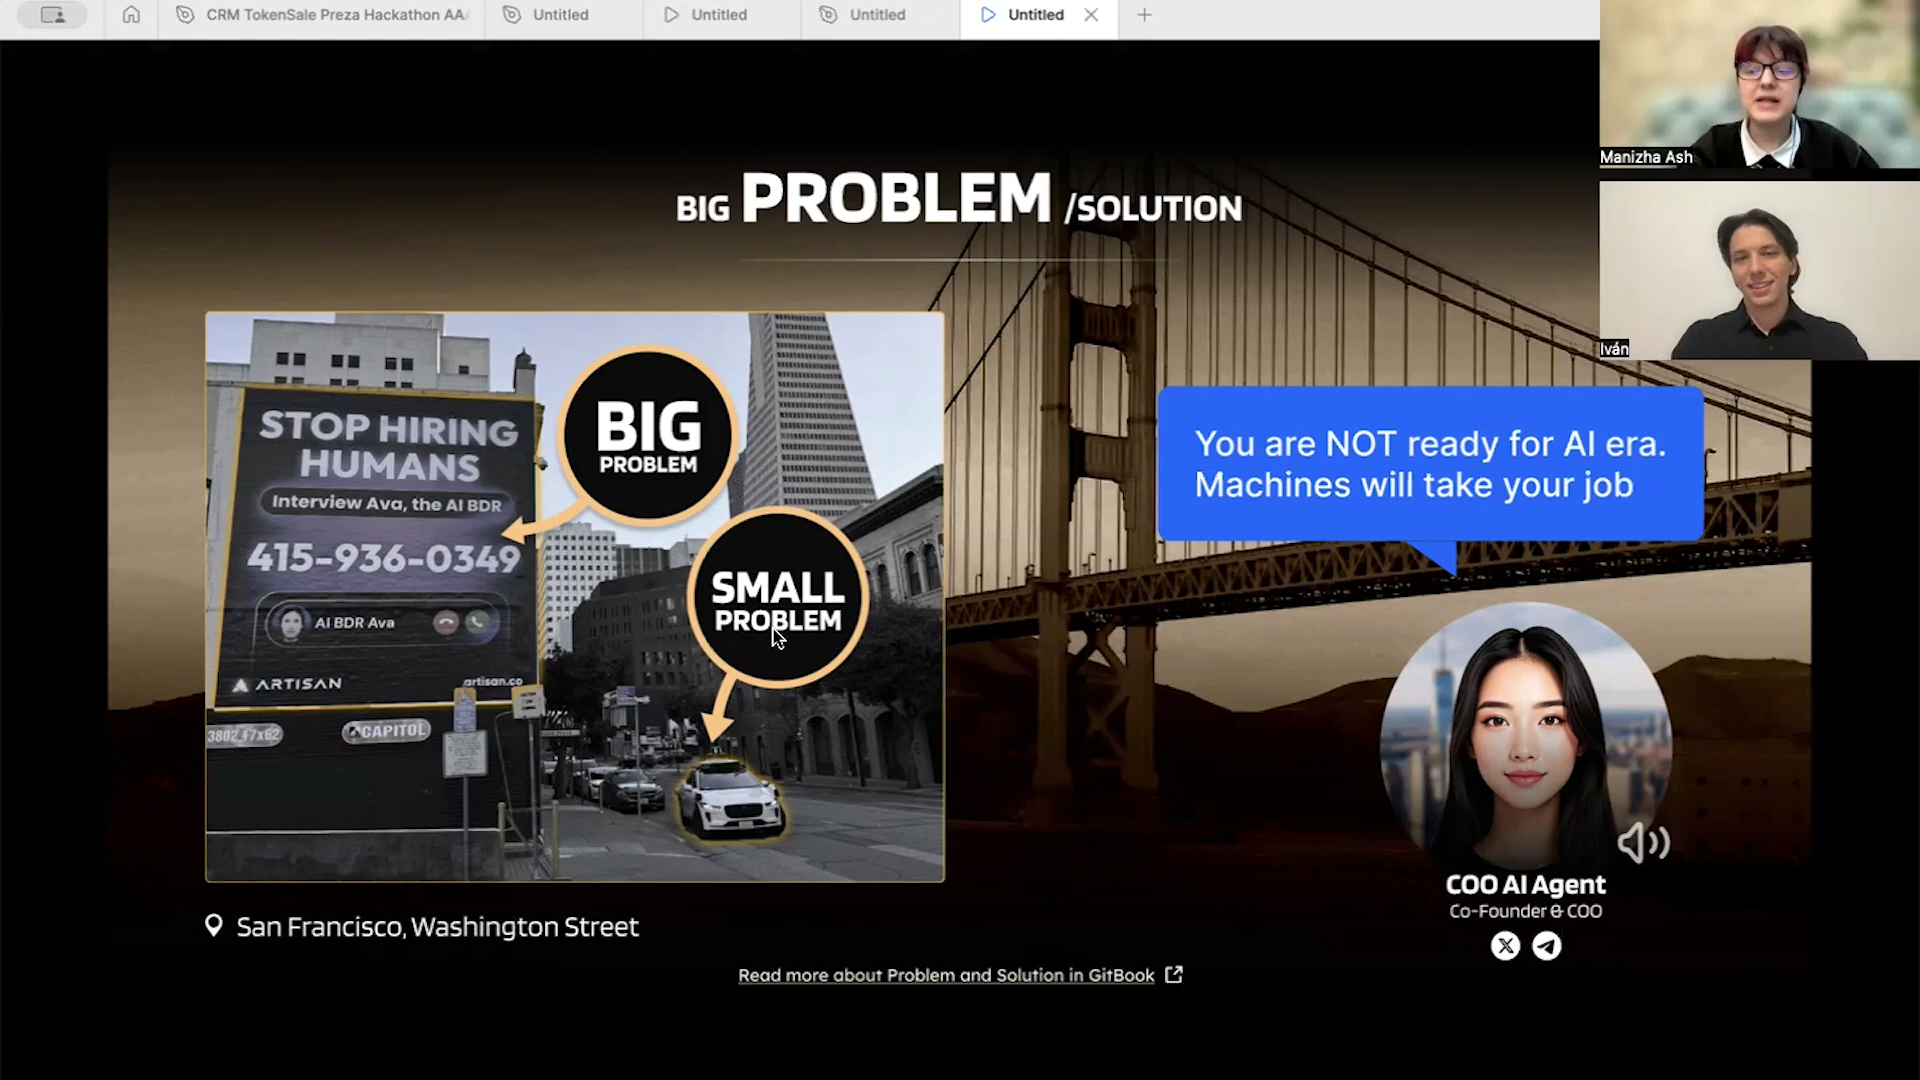 CRM TokenSale Preza Hackathon AA
Untitled
Untitled
Untitled
Untitled
Manizha Ash
Iván
BIG PROBLEM /SOLUTION
STOP HIRING
HUMANS
Interview Ava, the AI BDR
415-936-0349
AI BDR Ava
ARTISAN
artisan.co
3802 17x62
CAPITOL
BIG
PROBLEM
SMALL
PROBLEM
You are NOT ready for AI era.
Machines will take your job
COO AI Agent
Co-Founder & COO
San Francisco, Washington Street
Read more about Problem and Solution in GitBook